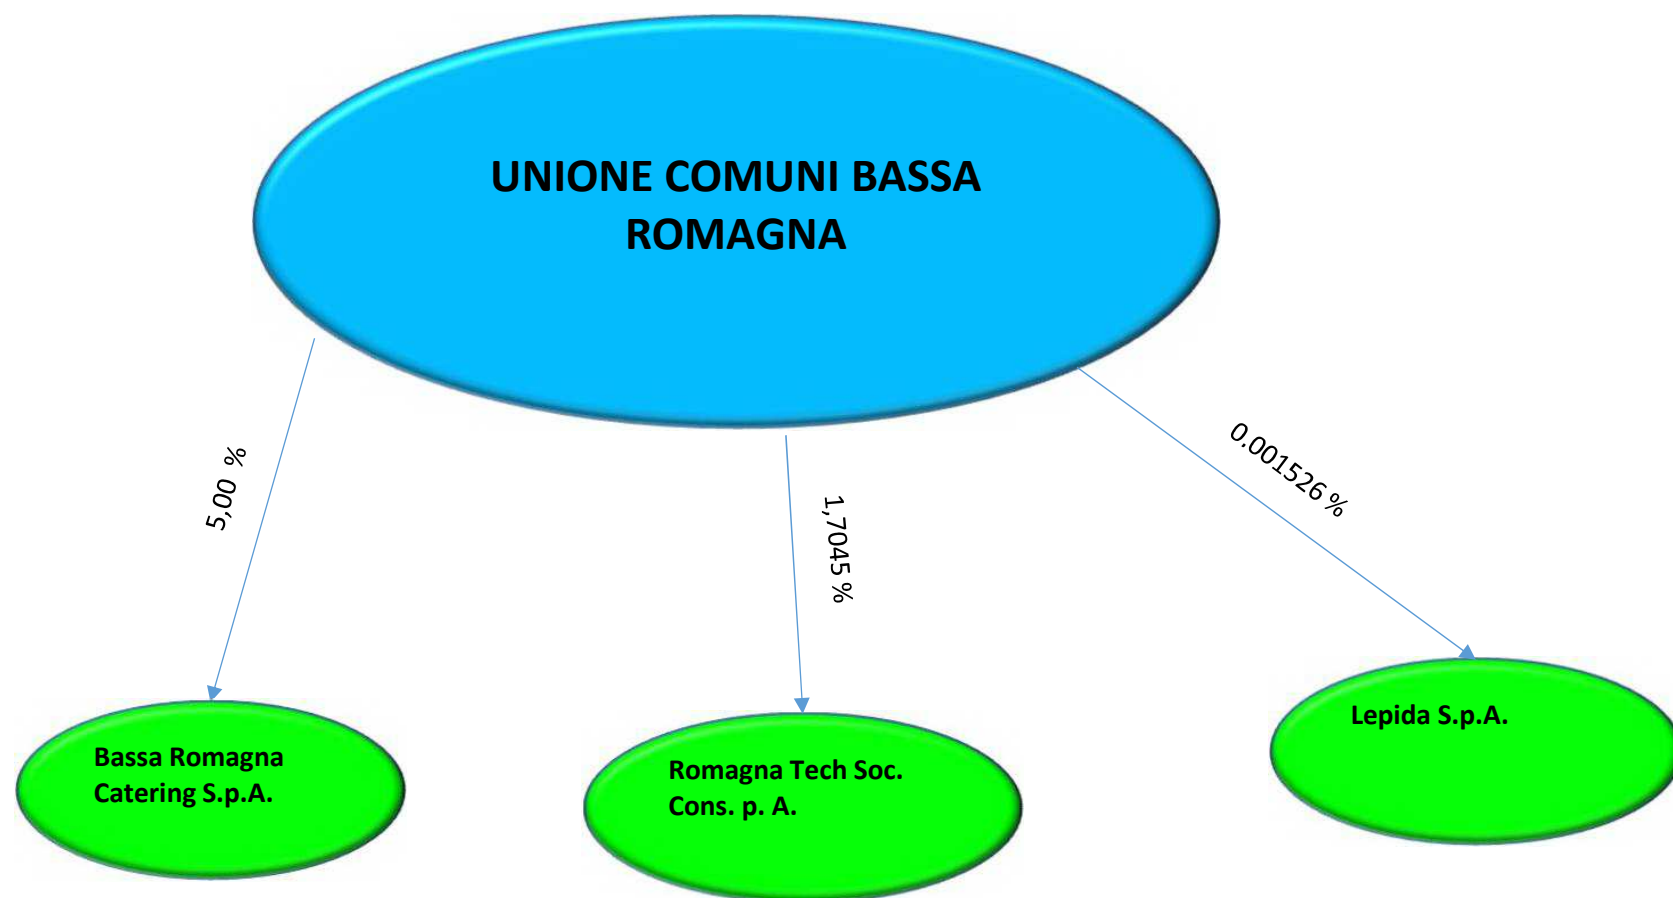 UNIONE COMUNI BASSA
ROMAGNA
5,00 %
1,7045 %
0.001526 %
Bassa Romagna
Catering S.p.A.
Romagna Tech Soc.
Cons. p. A.
Lepida S.p.A.